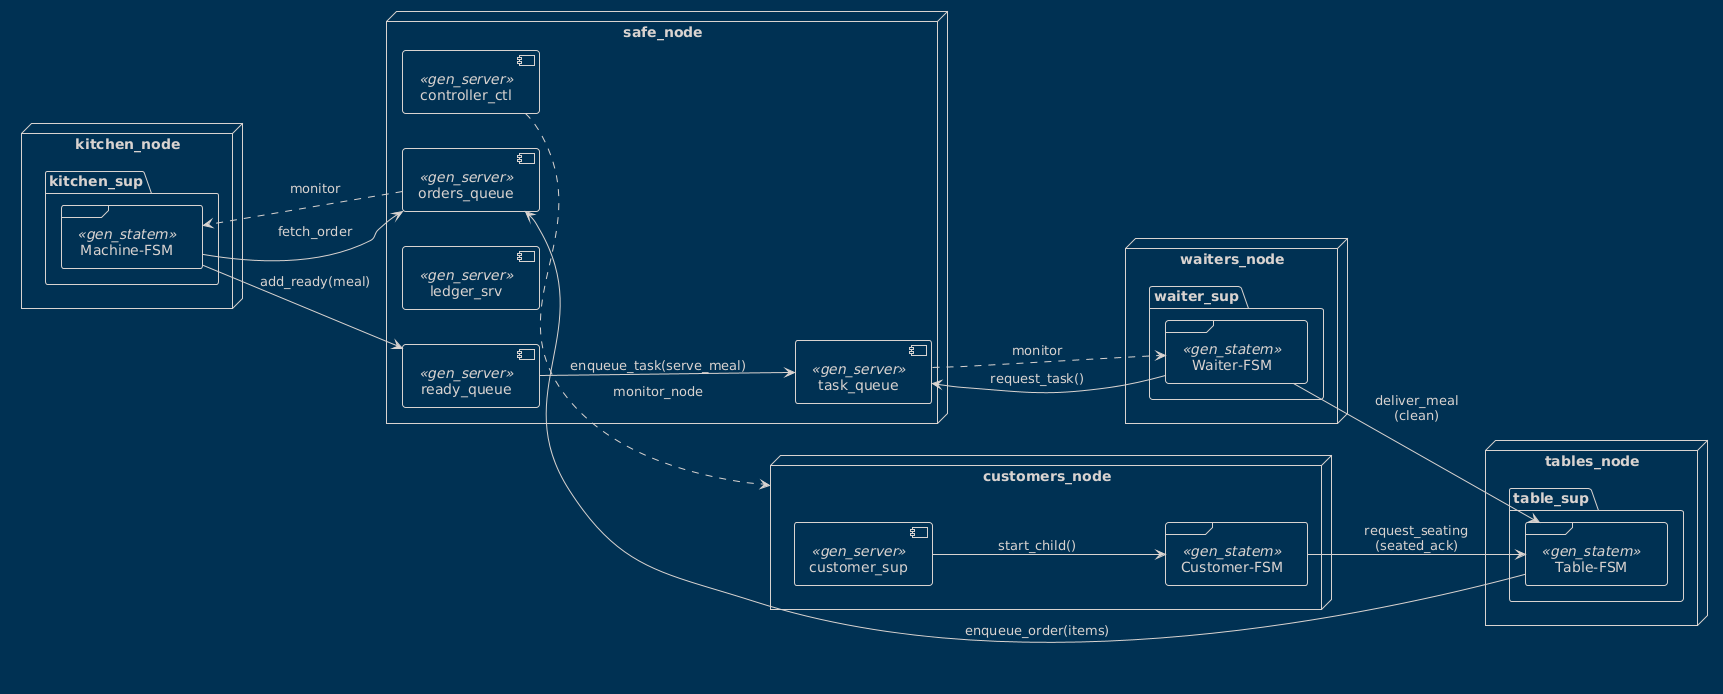 safe_node
«gen_server»
controller_ctl
kitchen_node
kitchen_sup
«gen_statem»
Machine-FSM
monitor
fetch_order
add_ready(meal)
«gen_server»
orders_queue
«gen_server»
ledger_srv
«gen_server»
ready_queue
enqueue_task(serve_meal)
monitor_node
«gen_server»
task_queue
monitor
request_task()
waiters_node
waiter_sup
«gen_statem»
Waiter-FSM
deliver_meal
(clean)
customers_node
«gen_server»
customer_sup
start_child()
«gen_statem»
Customer-FSM
request_seating
(seated_ack)
tables_node
table_sup
«gen_statem»
Table-FSM
enqueue_order(items)